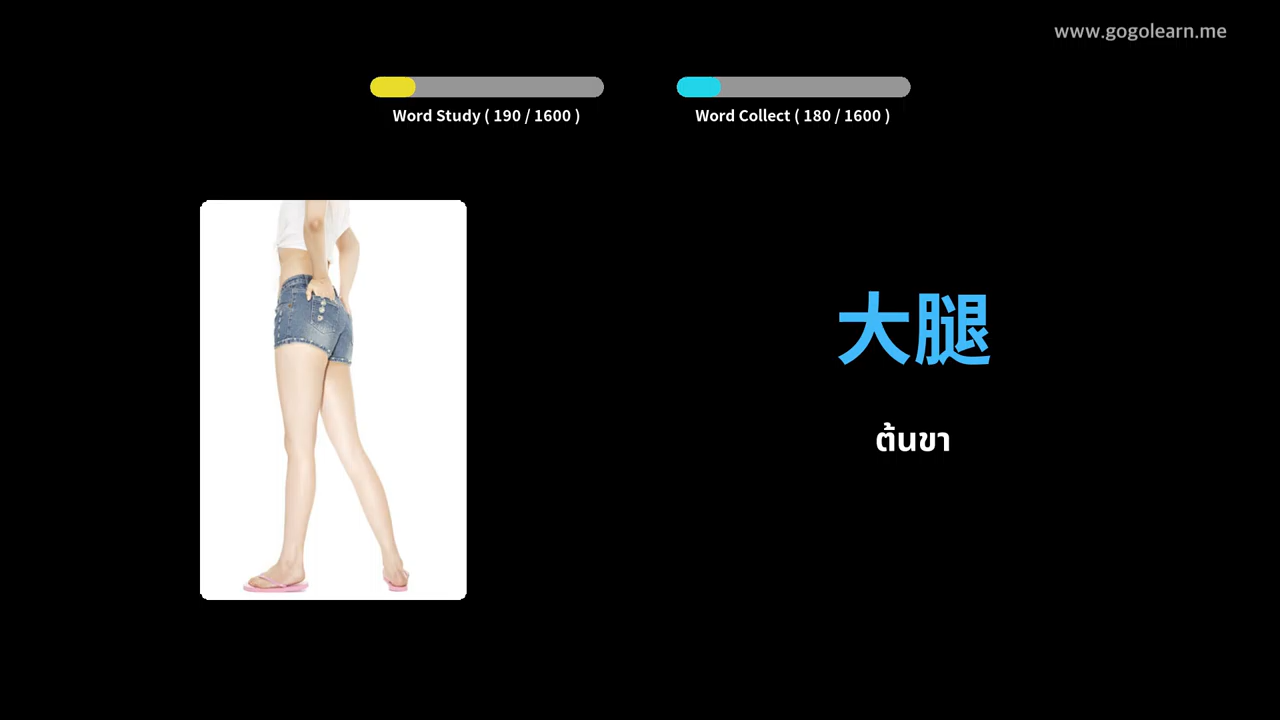 www.gogolearn.me
Word Study ( 190 / 1600 )
Word Collect ( 180 / 1600 )
大腿
ต้นขา